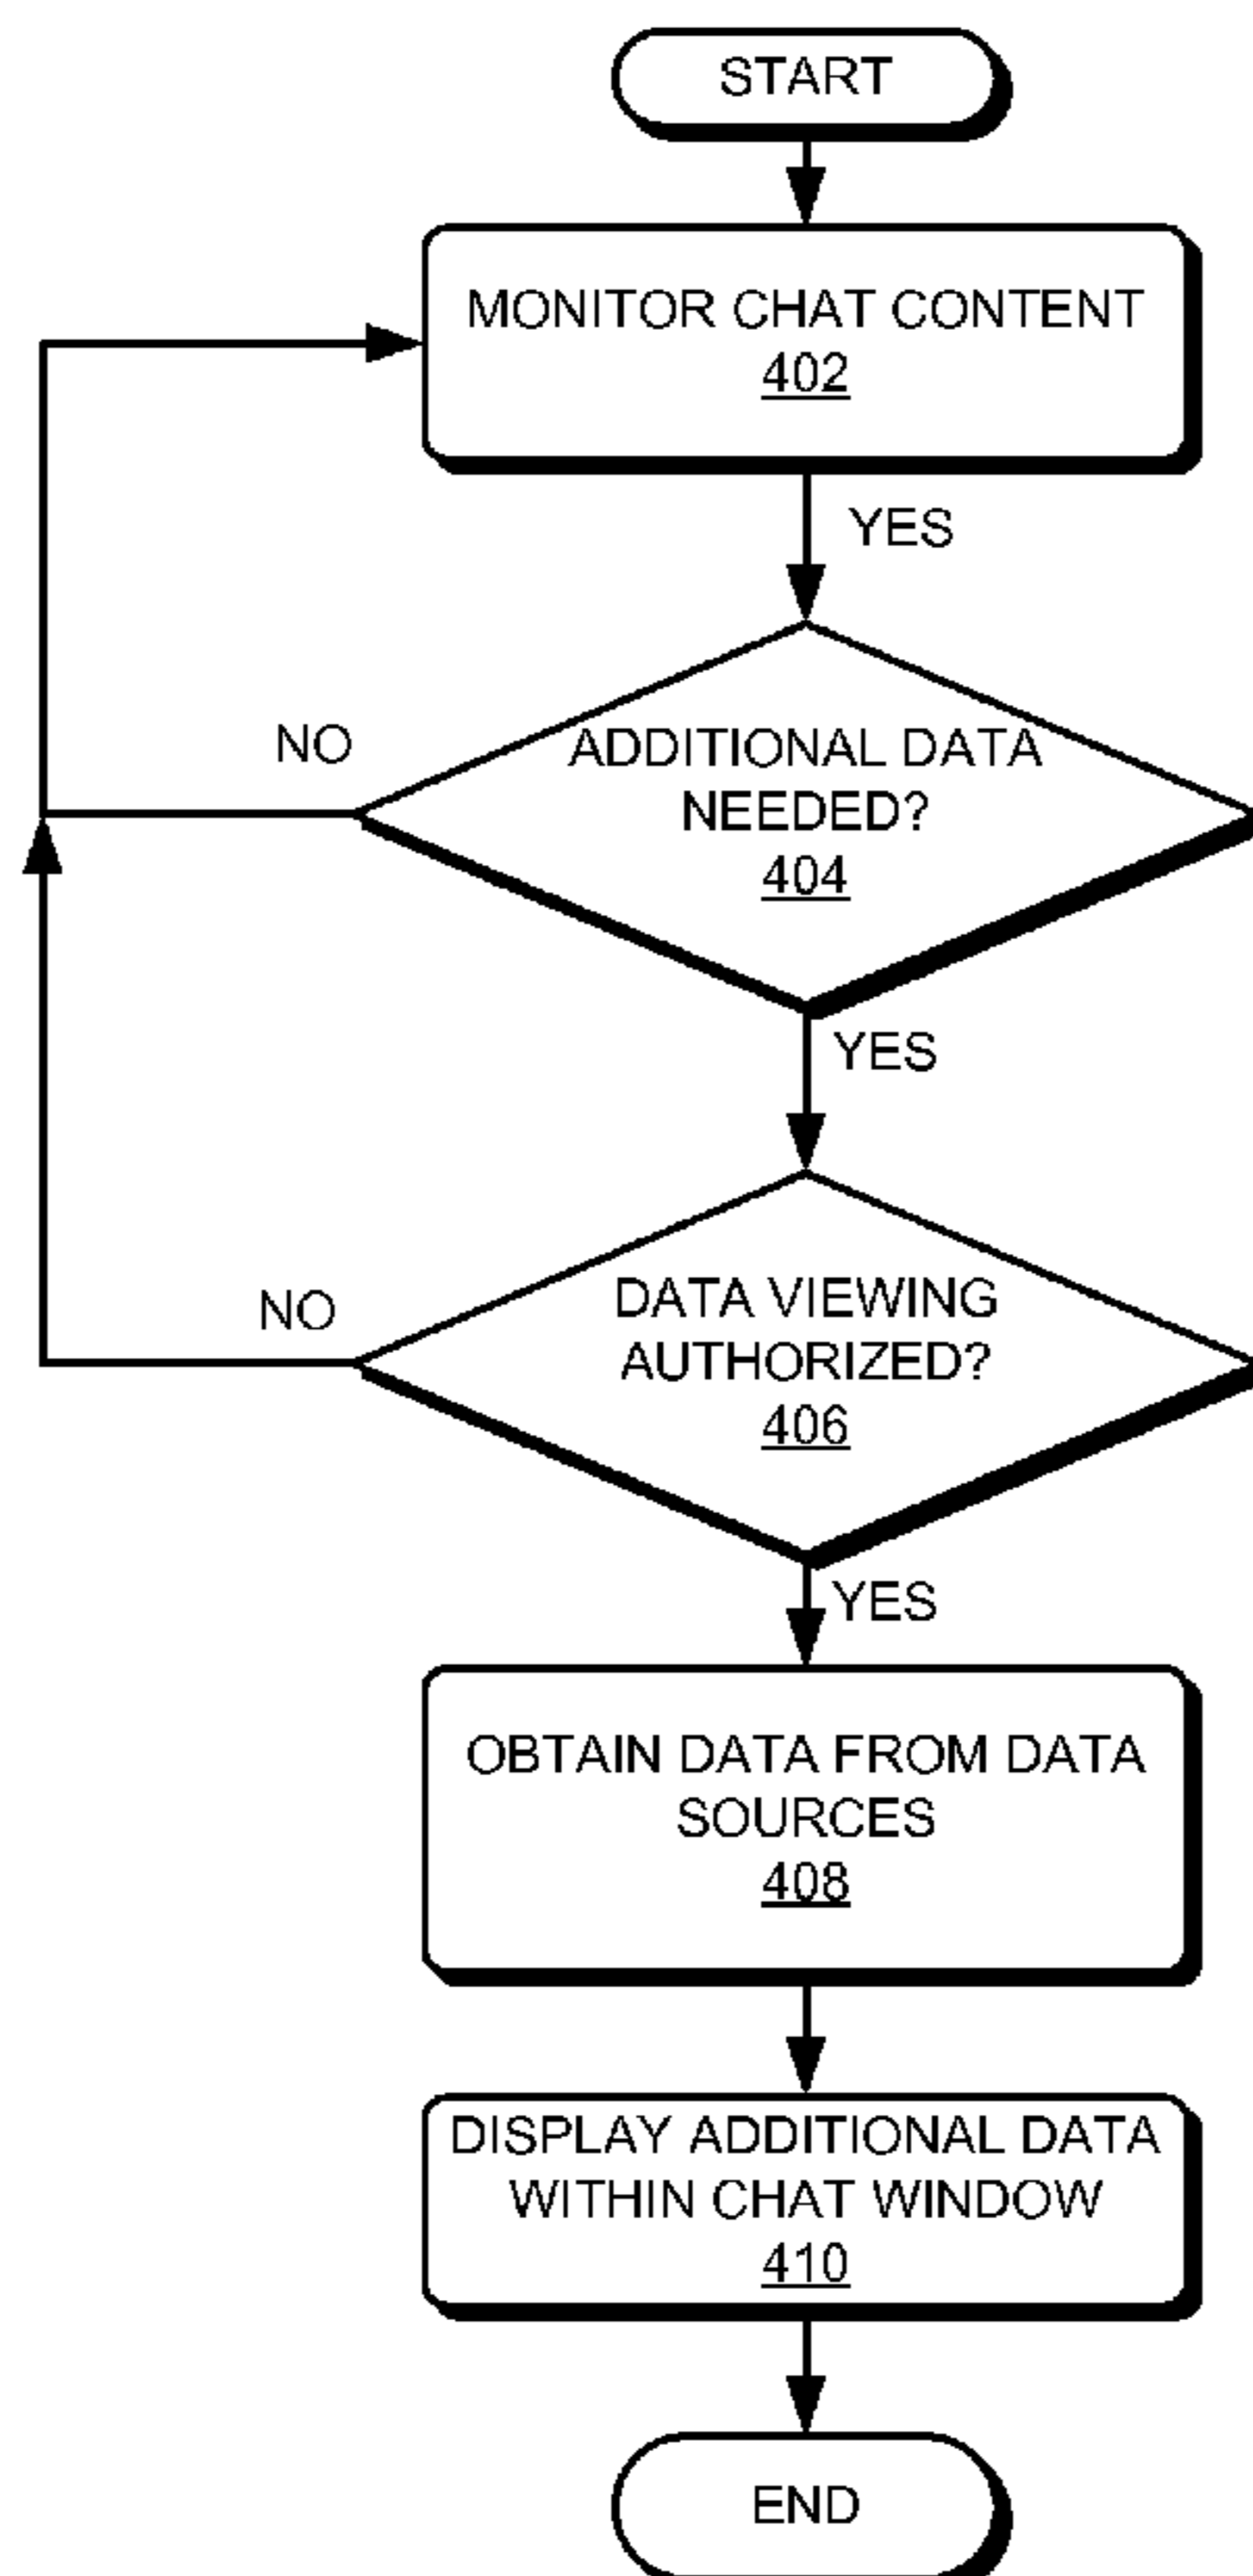 START
MONITOR CHAT CONTENT
402
YES
NO
ADDITIONAL DATA
NEEDED?
404
YES
NO
DATA VIEWING
AUTHORIZED?
406
YES
OBTAIN DATA FROM DATA
SOURCES
408
DISPLAY ADDITIONAL DATA
WITHIN CHAT WINDOW
410
END